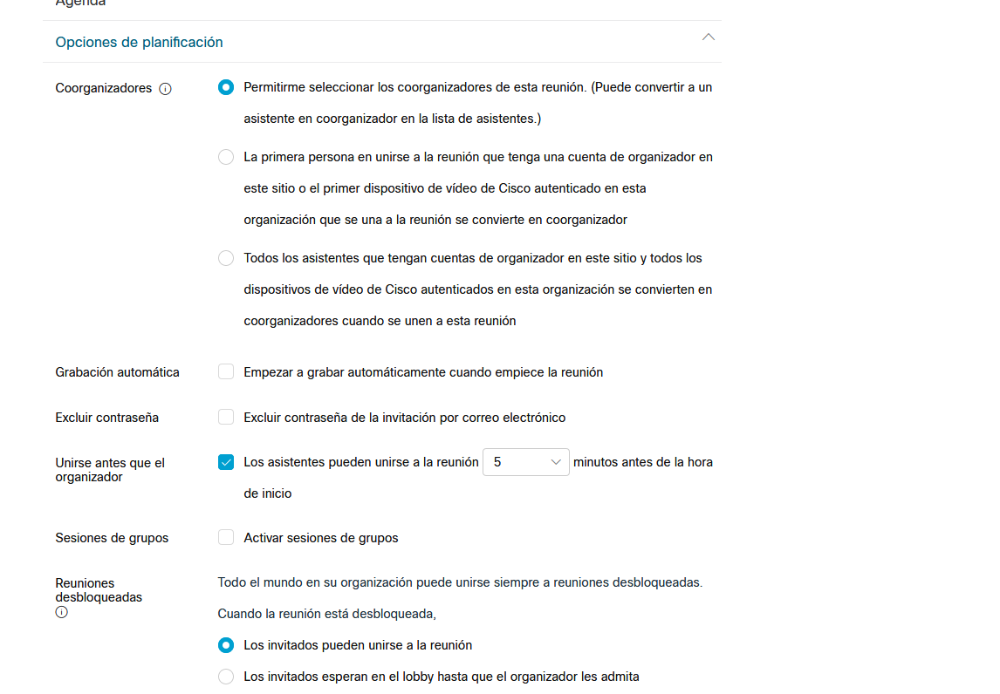 Agenda
Opciones de planificación
Coorganizadores
Permitirme seleccionar los coorganizadores de esta reunión. (Puede convertir a un
asistente en coorganizador en la lista de asistentes.)
La primera persona en unirse a la reunión que tenga una cuenta de organizador en
este sitio o el primer dispositivo de vídeo de Cisco autenticado en esta
organización que se una a la reunión se convierte en coorganizador
Todos los asistentes que tengan cuentas de organizador en este sitio y todos los
dispositivos de vídeo de Cisco autenticados en esta organización se convierten en
coorganizadores cuando se unen a esta reunión
Grabación automática
Empezar a grabar automáticamente cuando empiece la reunión
Excluir contraseña
Excluir contraseña de la invitación por correo electrónico
Unirse antes que el
organizador
Los asistentes pueden unirse a la reunión 5 minutos antes de la hora
de inicio
Sesiones de grupos
Activar sesiones de grupos
Reuniones
desbloqueadas
Todo el mundo en su organización puede unirse siempre a reuniones desbloqueadas.
Cuando la reunión está desbloqueada,
Los invitados pueden unirse a la reunión
Los invitados esperan en el lobby hasta que el organizador les admita